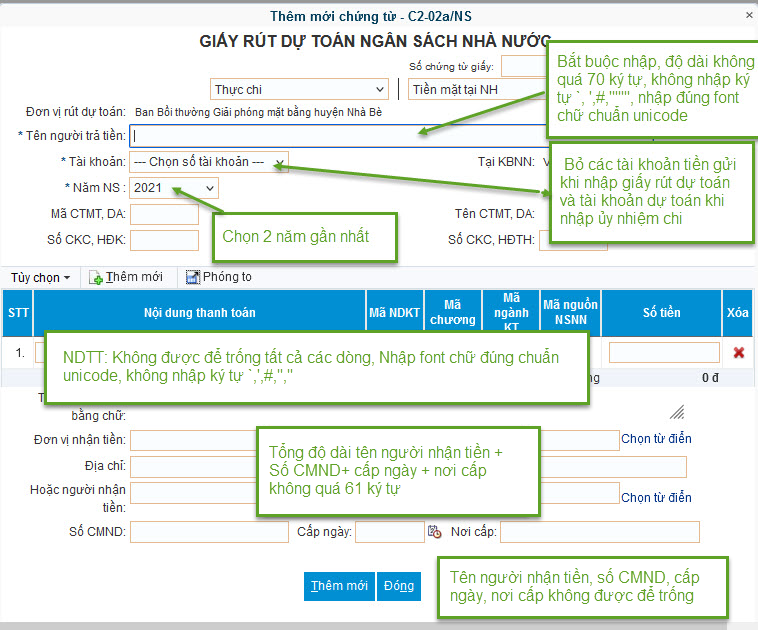 Thêm mới chứng từ - C2-02a/NS
×
GIẤY RÚT DỰ TOÁN NGÂN SÁCH NHÀ NƯỚC
Số chứng từ giấy:
Thực chi
Tiền mặt tại NH
Bắt buộc nhập, độ dài không
quá 70 ký tự, không nhập ký
tự `, ',#,"""", nhập đúng font
chữ chuẩn unicode
Đơn vị rút dự toán: Ban Bồi thường Giải phóng mặt bằng huyện Nhà Bè
* Tên người trả tiền:
* Tài khoản: --- Chọn số tài khoản ---
Tại KBNN:
Bỏ các tài khoản tiền gửi
khi nhập giấy rút dự toán
và tài khoản dự toán khi
nhập ủy nhiệm chi
* Năm NS : 2021
Mã CTMT, DA:
Tên CTMT, DA:
Chọn 2 năm gần nhất
Số CKC, HĐK:
Số CKC, HĐTH:
Tùy chọn Thêm mới Phóng to
STT Nội dung thanh toán Mã NDKT Mã chương Mã ngành KT Mã nguồn NSNN Số tiền Xóa
1.
NDTT: Không được để trống tất cả các dòng, Nhập font chữ đúng chuẩn
unicode, không nhập ký tự `,',#,",''
0 đ
bằng chữ:
Đơn vị nhận tiền: Chọn từ điển
Tổng độ dài tên người nhận tiền +
Số CMND+ cấp ngày + nơi cấp
không quá 61 ký tự
Địa chỉ:
Hoặc người nhận
tiền:
Chọn từ điển
Số CMND: Cấp ngày: Nơi cấp:
Thêm mới Đóng
Tên người nhận tiền, số CMND, cấp
ngày, nơi cấp không được để trống